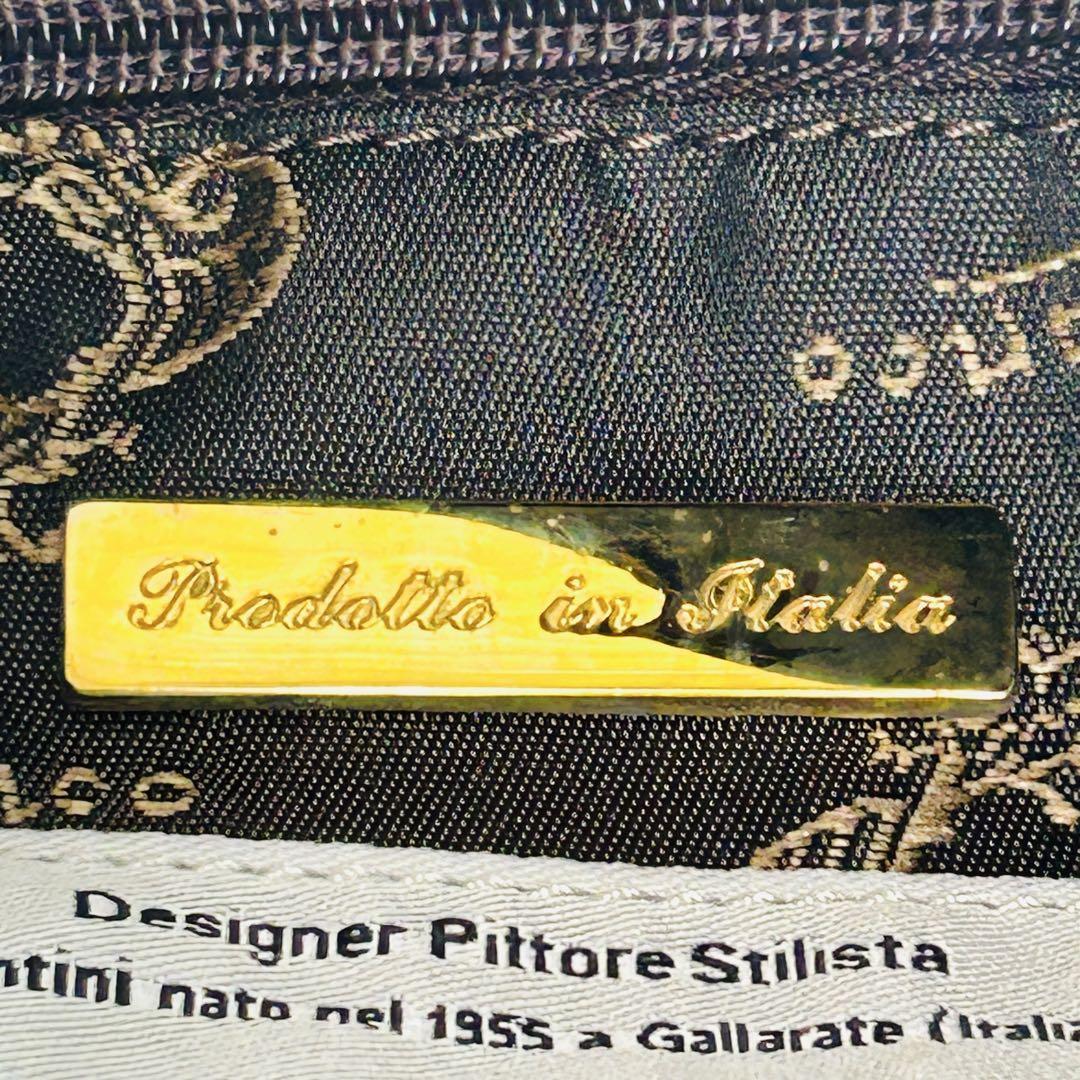 Prodotto in Italia
Designer Pittore Stilista
ntini nato nel 1955 a Gallarate (Italia